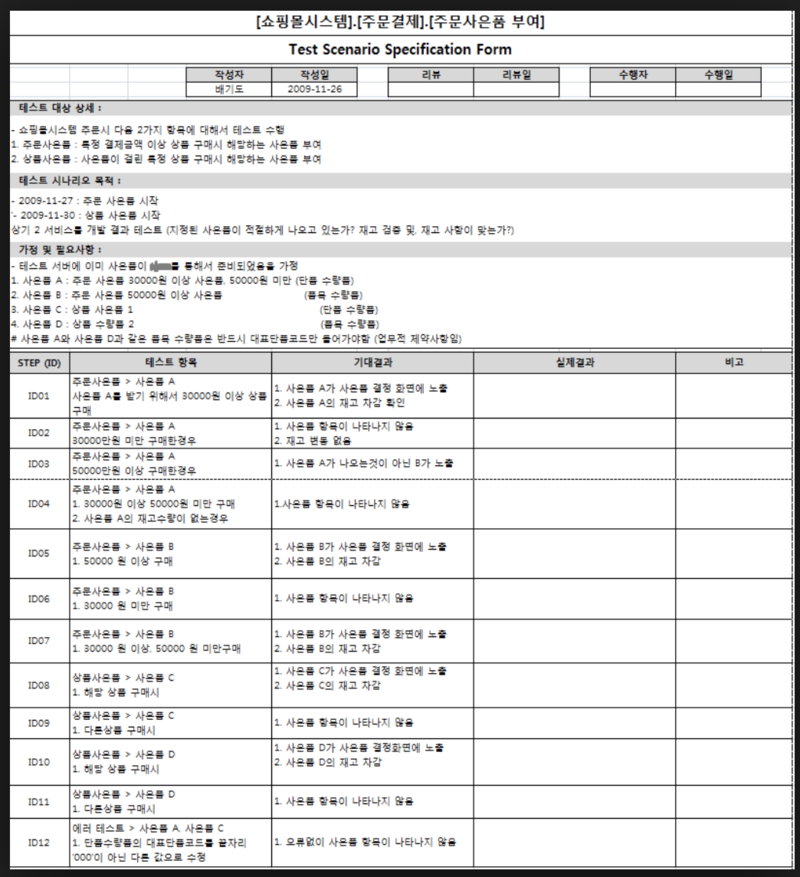 [쇼핑몰시스템].[주문결제].[주문사은품 부여]
Test Scenario Specification Form
작성자 작성일 리뷰 리뷰일 수행자 수행일
배기도 2009-11-26
테스트 대상 상세 :
- 쇼핑몰시스템 주문시 다음 2가지 항목에 대해서 테스트 수행
1. 주문사은품 : 특정 결제금액 이상 상품 구매시 해당하는 사은품 부여
2. 상품사은품 : 사은품이 걸린 특정 상품 구매시 해당하는 사은품 부여
테스트 시나리오 목적 :
- 2009-11-27 : 주문 사은품 시작
'- 2009-11-30 : 상품 사은품 시작
상기 2 서비스를 개발 결과 테스트 (지정된 사은품이 적절하게 나오고 있는가? 재고 검증 및, 재고 사항이 맞는가?)
가정 및 필요사항 :
- 테스트 서버에 이미 사은품이 를 통해서 준비되었음을 가정
1. 사은품 A : 주문 사은품 30000원 이상 사은품, 50000원 미만 (단품 수량품)
2. 사은품 B : 주문 사은품 50000원 이상 사은품 (품목 수량품)
3. 사은품 C : 상품 사은품 1 (단품 수량품)
4. 사은품 D : 상품 수량품 2 (품목 수량품)
# 사은품 A와 사은품 D과 같은 품목 수량품은 반드시 대표단품코드만 들어가야함 (업무적 제약사항임)
STEP (ID) 테스트 항목 기대결과 실제결과 비고
ID01
주문사은품 > 사은품 A
사은품 A를 받기 위해서 30000원 이상 상품
구매
1. 사은품 A가 사은품 결정 화면에 노출
2. 사은품 A의 재고 차감 확인
ID02
주문사은품 > 사은품 A
30000만원 미만 구매한경우
1. 사은품 항목이 나타나지 않음
2. 재고 변동 없음
ID03
주문사은품 > 사은품 A
50000만원 이상 구매한경우
1. 사은품 A가 나오는것이 아닌 B가 노출
ID04
주문사은품 > 사은품 A
1. 30000원 이상 50000원 미만 구매
2. 사은품 A의 재고수량이 없는경우
1.사은품 항목이 나타나지 않음
ID05
주문사은품 > 사은품 B
1. 50000 원 이상 구매
1. 사은품 B가 사은품 결정 화면에 노출
2. 사은품 B의 재고 차감
ID06
주문사은품 > 사은품 B
1. 30000 원 미만 구매
1. 사은품 항목이 나타나지 않음
ID07
주문사은품 > 사은품 B
1. 30000 원 이상, 50000 원 미만구매
1. 사은품 B가 사은품 결정 화면에 노출
2. 사은품 B의 재고 차감
ID08
상품사은품 > 사은품 C
1. 해당 상품 구매시
1. 사은품 C가 사은품 결정 화면에 노출
2. 사은품 C의 재고 차감
ID09
상품사은품 > 사은품 C
1. 다른상품 구매시
1. 사은품 항목이 나타나지 않음
ID10
상품사은품 > 사은품 D
1. 해당 상품 구매시
1. 사은품 D가 사은품 결정화면에 노출
2. 사은품 D의 재고 차감
ID11
상품사은품 > 사은품 D
1. 다른상품 구매시
1. 사은품 항목이 나타나지 않음
ID12
에러 테스트 > 사은품 A, 사은품 C
1. 단품수량품의 대표단품코드를 끝자리
'000'이 아닌 다른 값으로 수정
1. 오류없이 사은품 항목이 나타나지 않음